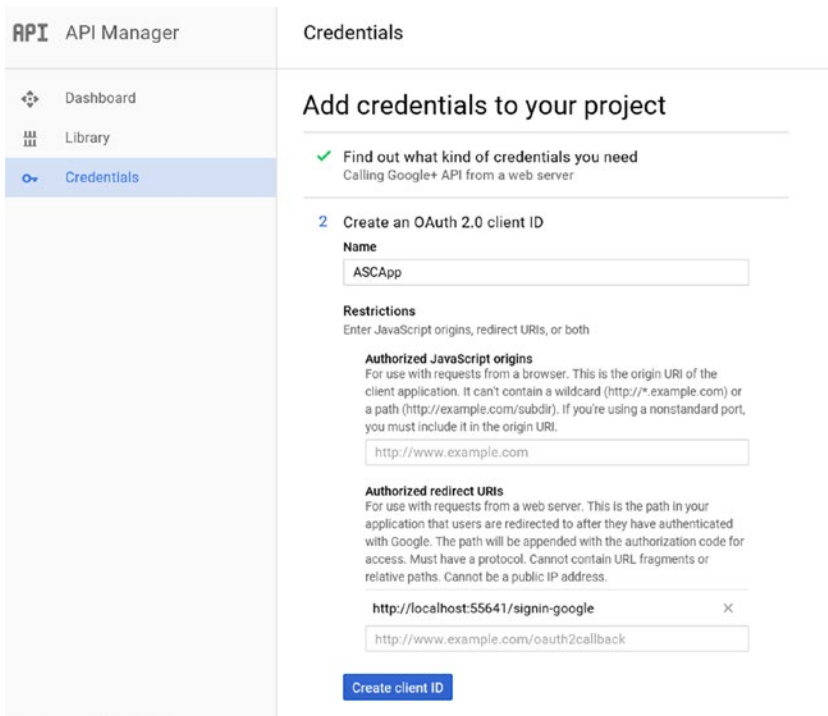 API API Manager
Credentials
Dashboard
Library
Credentials
Add credentials to your project
Find out what kind of credentials you need
Calling Google+ API from a web server
2 Create an OAuth 2.0 client ID
Name
ASCApp
Restrictions
Enter JavaScript origins, redirect URIs, or both
Authorized JavaScript origins
For use with requests from a browser. This is the origin URI of the
client application. It can't contain a wildcard (http://*.example.com) or
a path (http://example.com/subdir). If you're using a nonstandard port,
you must include it in the origin URI.
http://www.example.com
Authorized redirect URIs
For use with requests from a web server. This is the path in your
application that users are redirected to after they have authenticated
with Google. The path will be appended with the authorization code for
access. Must have a protocol. Cannot contain URL fragments or
relative paths. Cannot be a public IP address.
http://localhost:55641/signin-google
http://www.example.com/oauth2callback
Create client ID